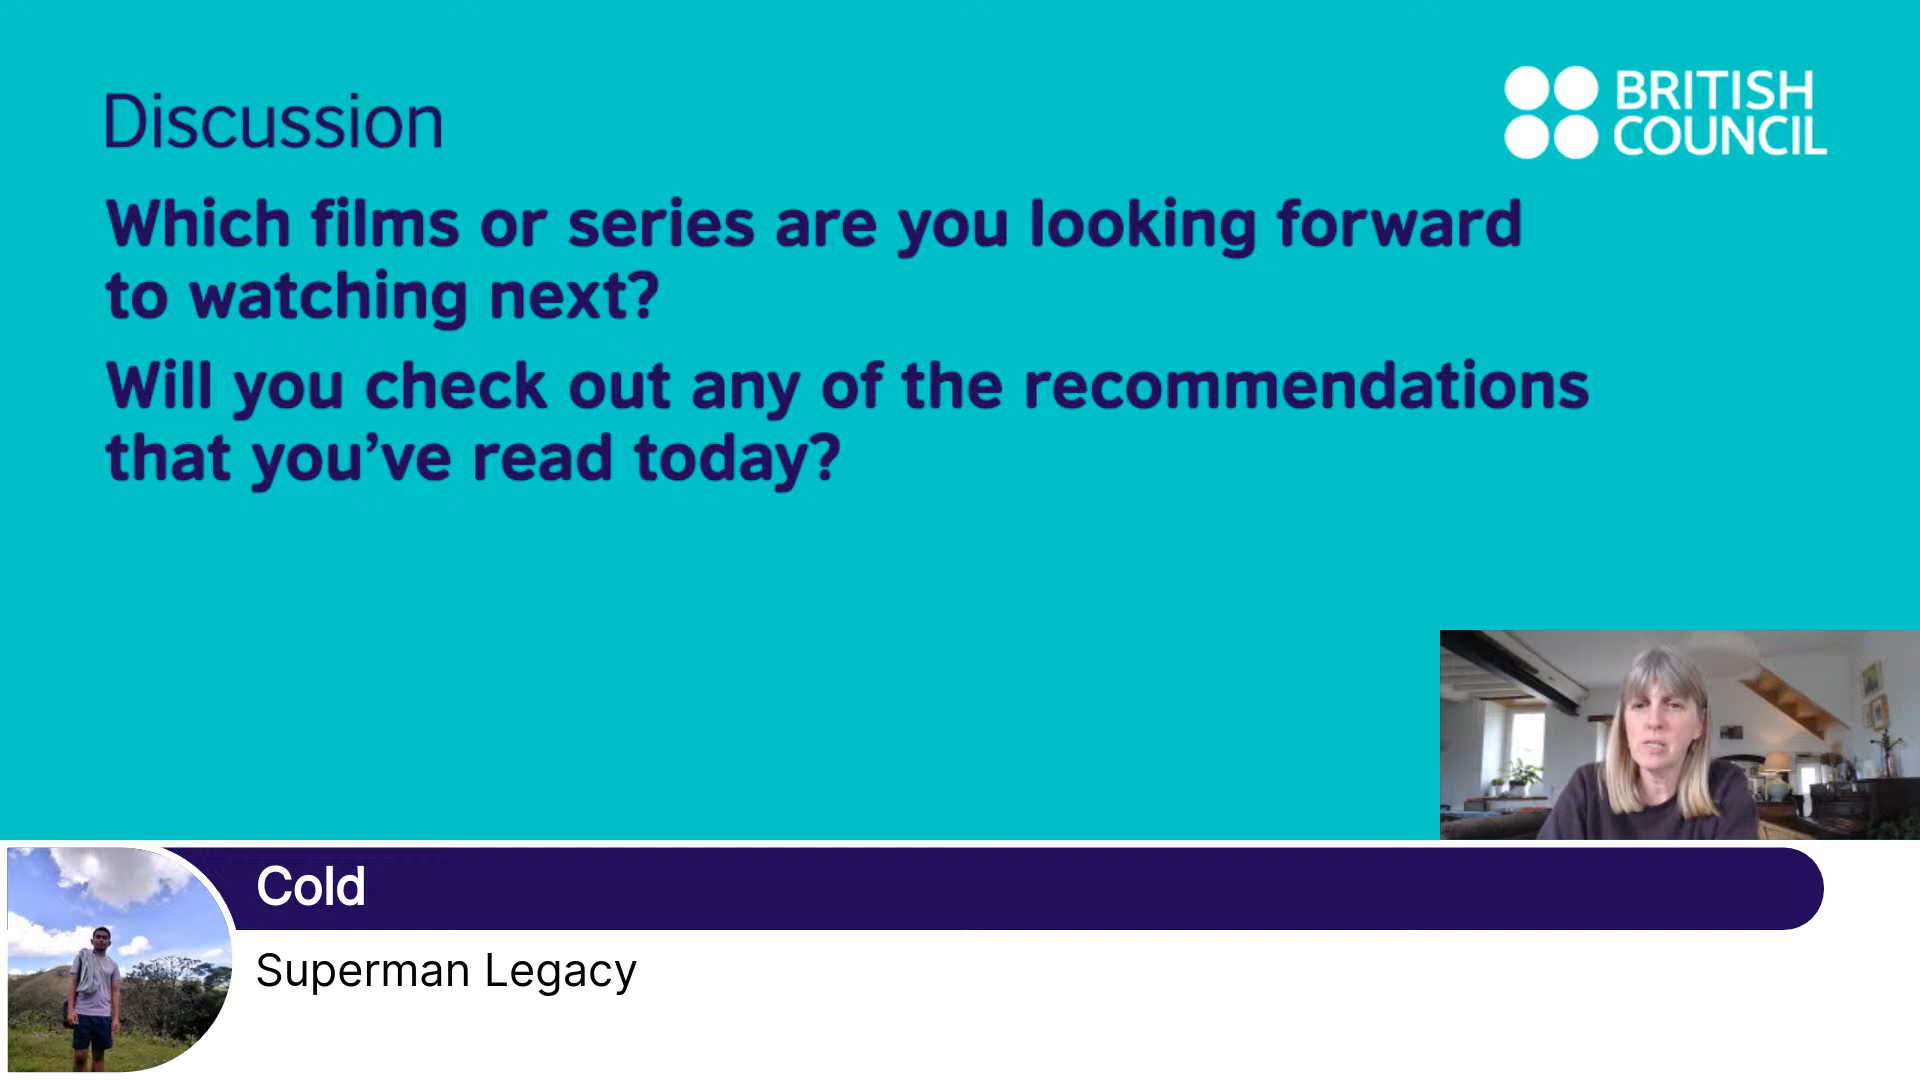 Discussion
BRITISH
COUNCIL
Which films or series are you looking forward
to watching next?
Will you check out any of the recommendations
that you’ve read today?
Cold
Superman Legacy